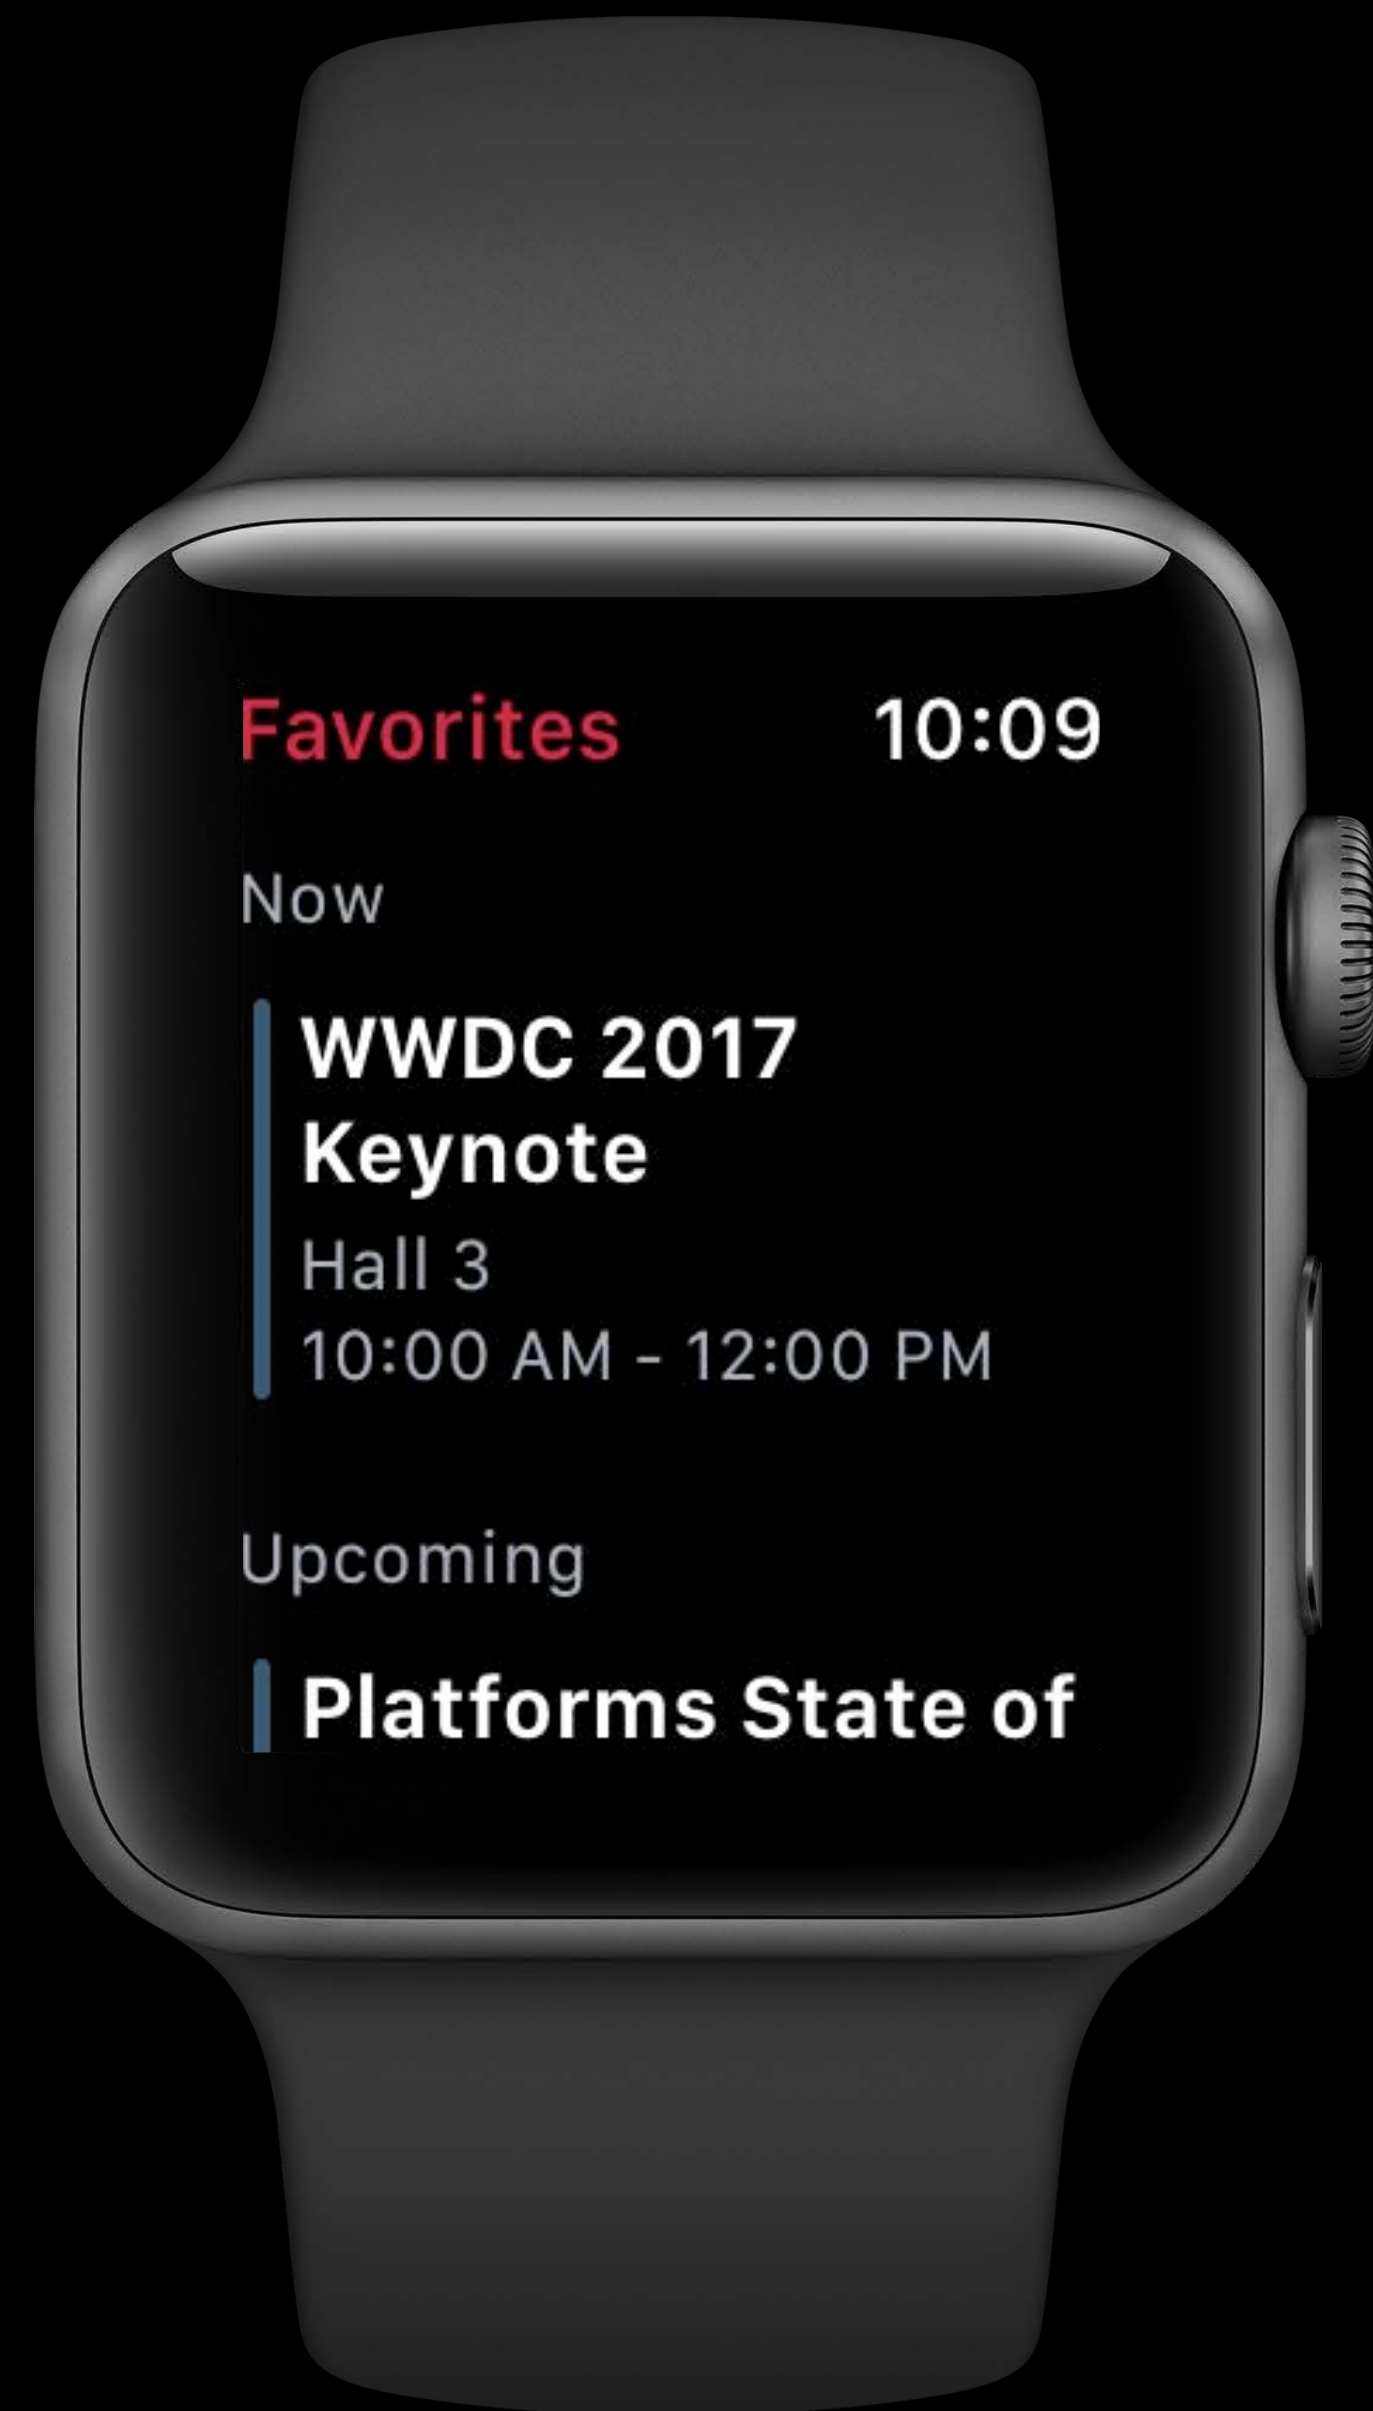 Favorites 10:09
Now
WWDC 2017
Keynote
Hall 3
10:00 AM - 12:00 PM
Upcoming
Platforms State of